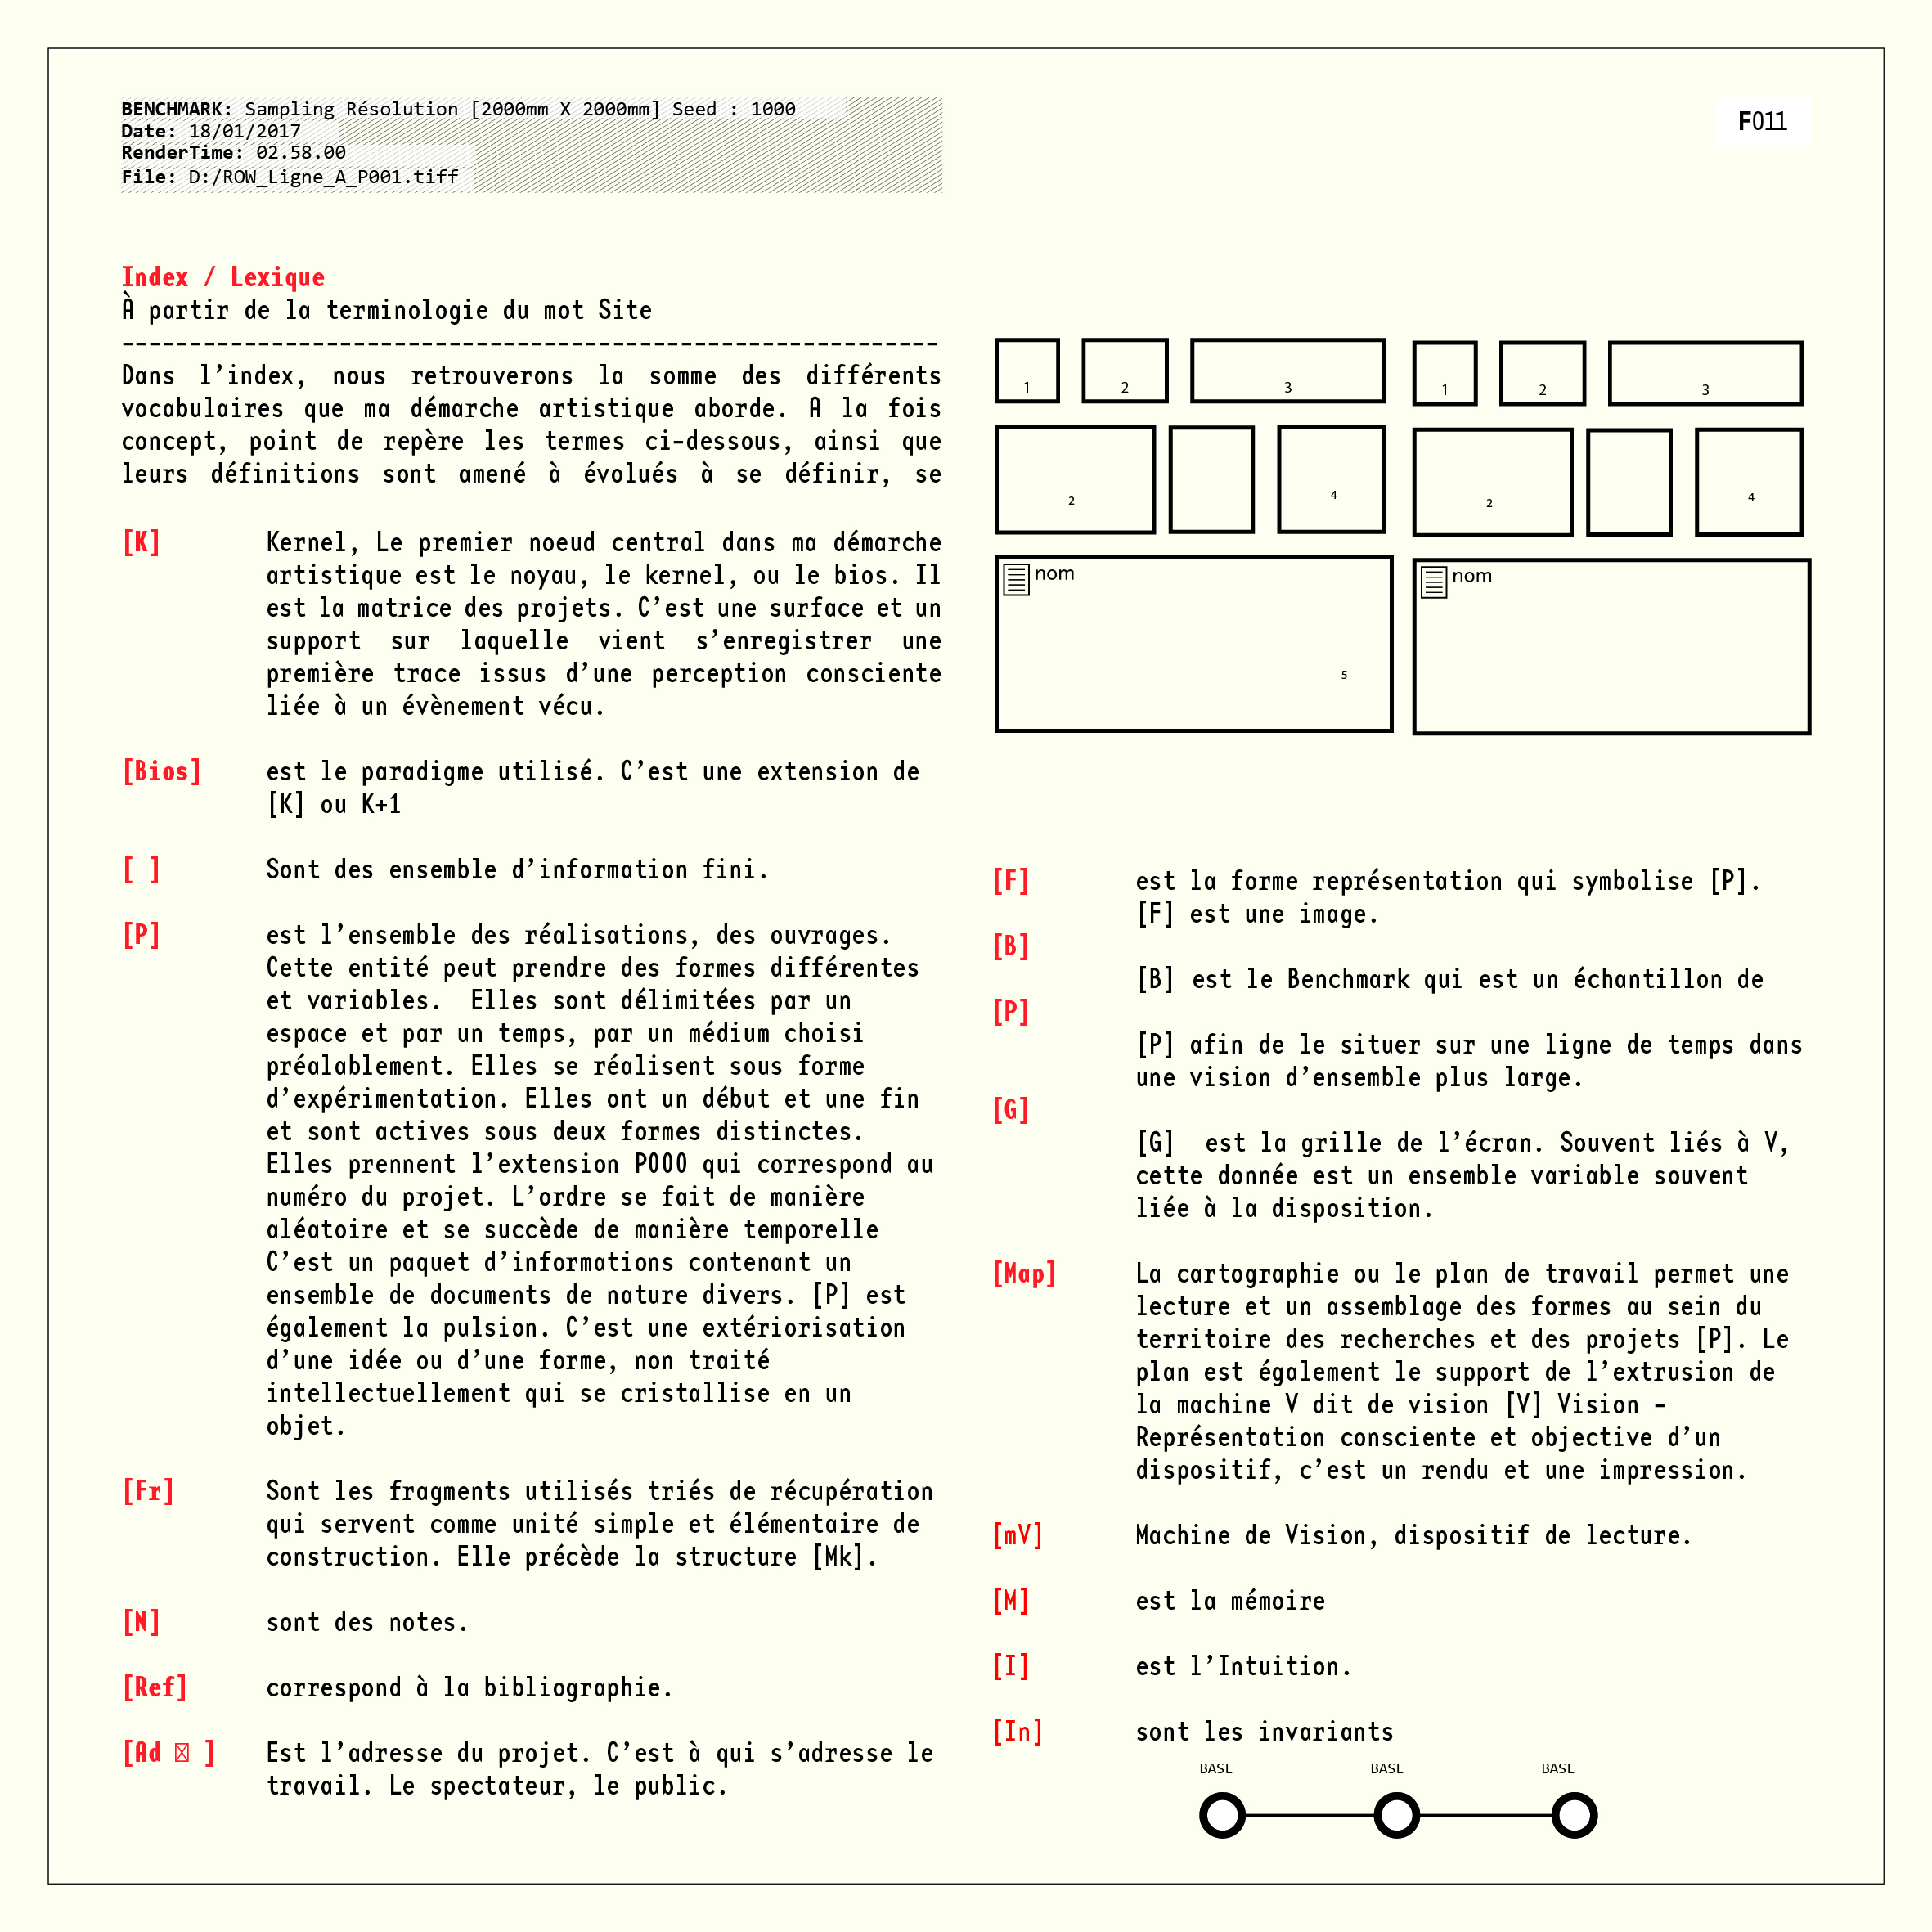 BENCHMARK: Sampling Résolution [2000mm X 2000mm] Seed : 1000
Date: 18/01/2017
RenderTime: 02.58.00
File: D:/ROW_Ligne_A_P001.tiff
F011
Index / Lexique
À partir de la terminologie du mot Site
------------------------------------------------------------
Dans l’index, nous retrouverons la somme des différents
vocabulaires que ma démarche artistique aborde. A la fois
concept, point de repère les termes ci-dessous, ainsi que
leurs définitions sont amené à évolués à se définir, se
[K] Kernel, Le premier noeud central dans ma démarche
artistique est le noyau, le kernel, ou le bios. Il
est la matrice des projets. C’est une surface et un
support sur laquelle vient s’enregistrer une
première trace issus d’une perception consciente
liée à un évènement vécu.
[Bios] est le paradigme utilisé. C’est une extension de
[K] ou K+1
[ ] Sont des ensemble d’information fini.
[P] est l’ensemble des réalisations, des ouvrages.
Cette entité peut prendre des formes différentes
et variables. Elles sont délimitées par un
espace et par un temps, par un médium choisi
préalablement. Elles se réalisent sous forme
d’expérimentation. Elles ont un début et une fin
et sont actives sous deux formes distinctes.
Elles prennent l’extension P000 qui correspond au
numéro du projet. L’ordre se fait de manière
aléatoire et se succède de manière temporelle
C’est un paquet d’informations contenant un
ensemble de documents de nature divers. [P] est
également la pulsion. C’est une extériorisation
d’une idée ou d’une forme, non traité
intellectuellement qui se cristallise en un
objet.
[Fr] Sont les fragments utilisés triés de récupération
qui servent comme unité simple et élémentaire de
construction. Elle précède la structure [Mk].
[N] sont des notes.
[Ref] correspond à la bibliographie.
[Ad ☒ ] Est l’adresse du projet. C’est à qui s’adresse le
travail. Le spectateur, le public.
1 2 3 1 2 3
2 4 2 4
nom nom
5
[F] est la forme représentation qui symbolise [P].
[F] est une image.
[B]
[B] est le Benchmark qui est un échantillon de
[P]
[P] afin de le situer sur une ligne de temps dans
une vision d’ensemble plus large.
[G]
[G] est la grille de l’écran. Souvent liés à V,
cette donnée est un ensemble variable souvent
liée à la disposition.
[Map] La cartographie ou le plan de travail permet une
lecture et un assemblage des formes au sein du
territoire des recherches et des projets [P]. Le
plan est également le support de l’extrusion de
la machine V dit de vision [V] Vision -
Représentation consciente et objective d’un
dispositif, c’est un rendu et une impression.
[mV] Machine de Vision, dispositif de lecture.
[M] est la mémoire
[I] est l’Intuition.
[In] sont les invariants
BASE BASE BASE